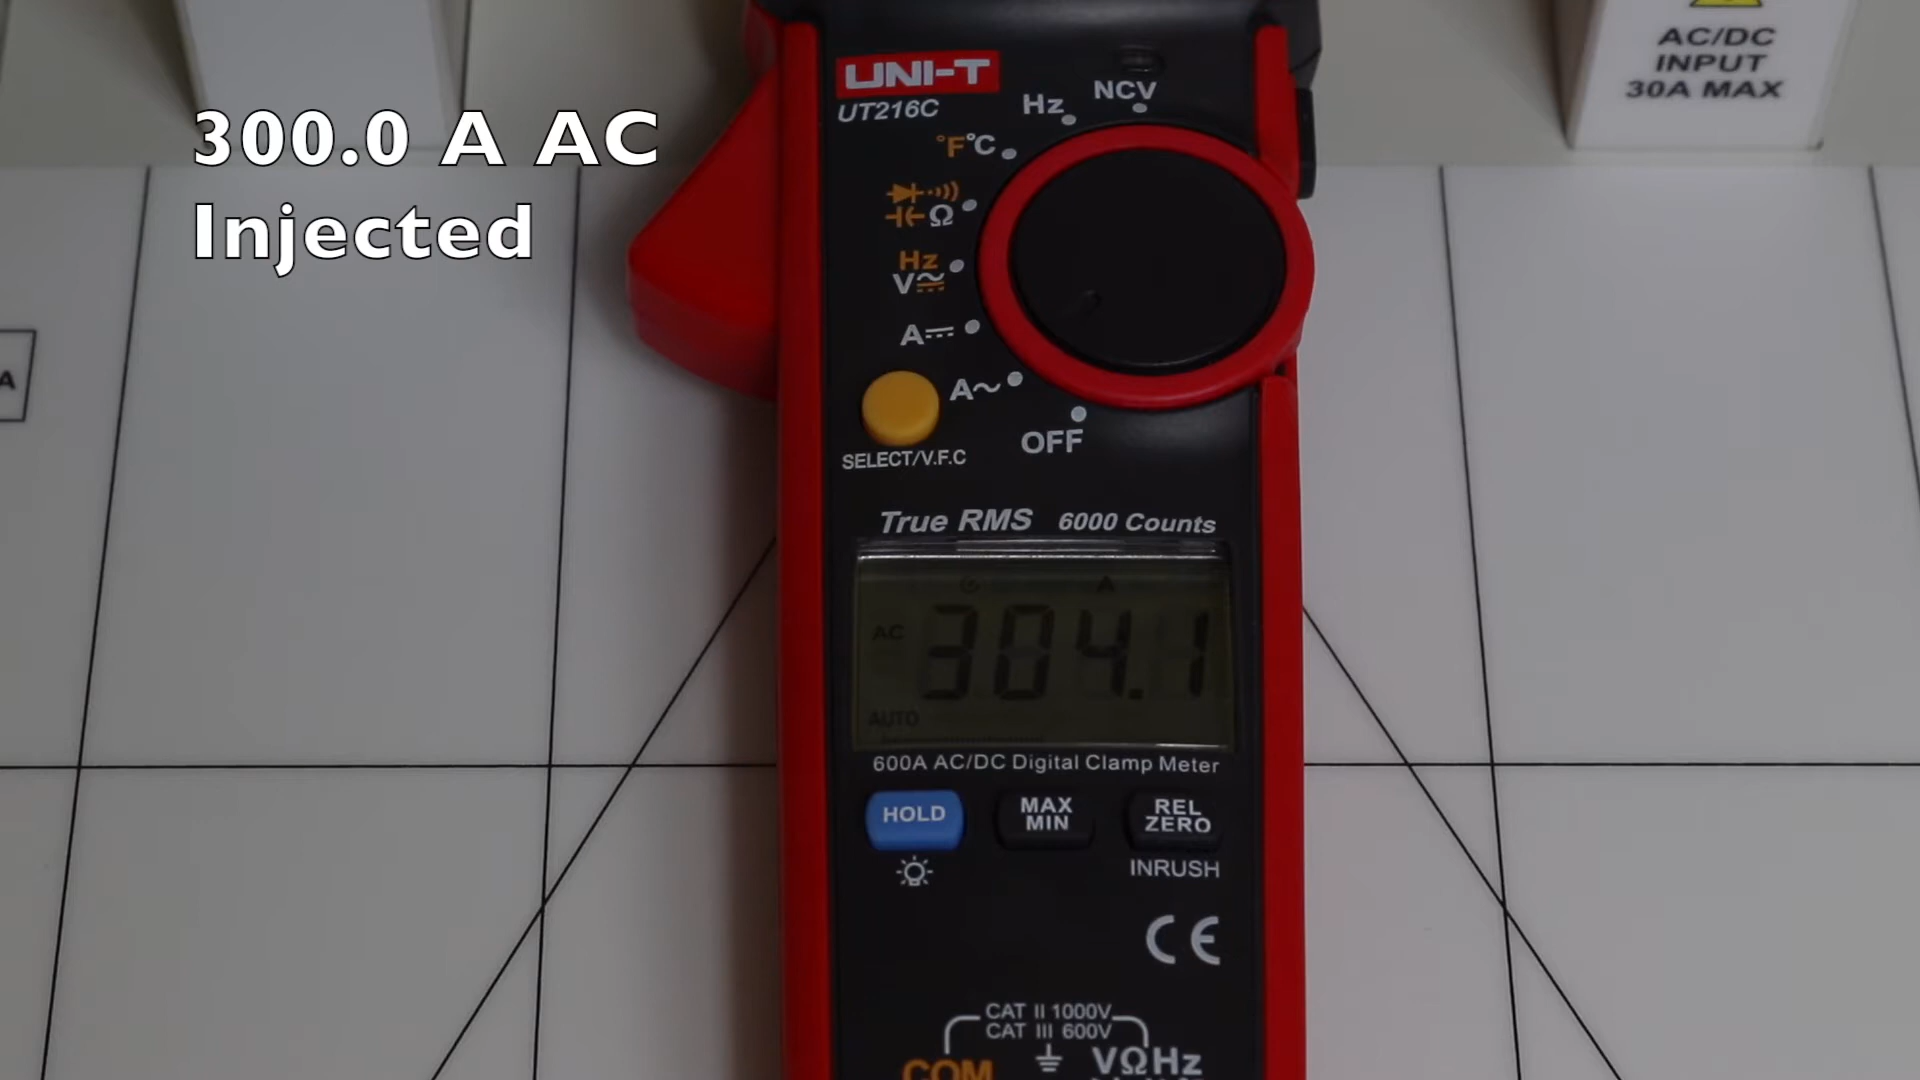 300.0 A AC
Injected
AC/DC
INPUT
30A MAX
UNI-T
UT216C
Hz
NCV
°F°C
Ω
Hz
V
A
A
A~
OFF
SELECT/V.F.C
True RMS 6000 Counts
AC
304.1
AUTO
600A AC/DC Digital Clamp Meter
HOLD
MAX
MIN
REL
ZERO
INRUSH
CE
CAT II 1000V
CAT III 600V
COM
VΩHz